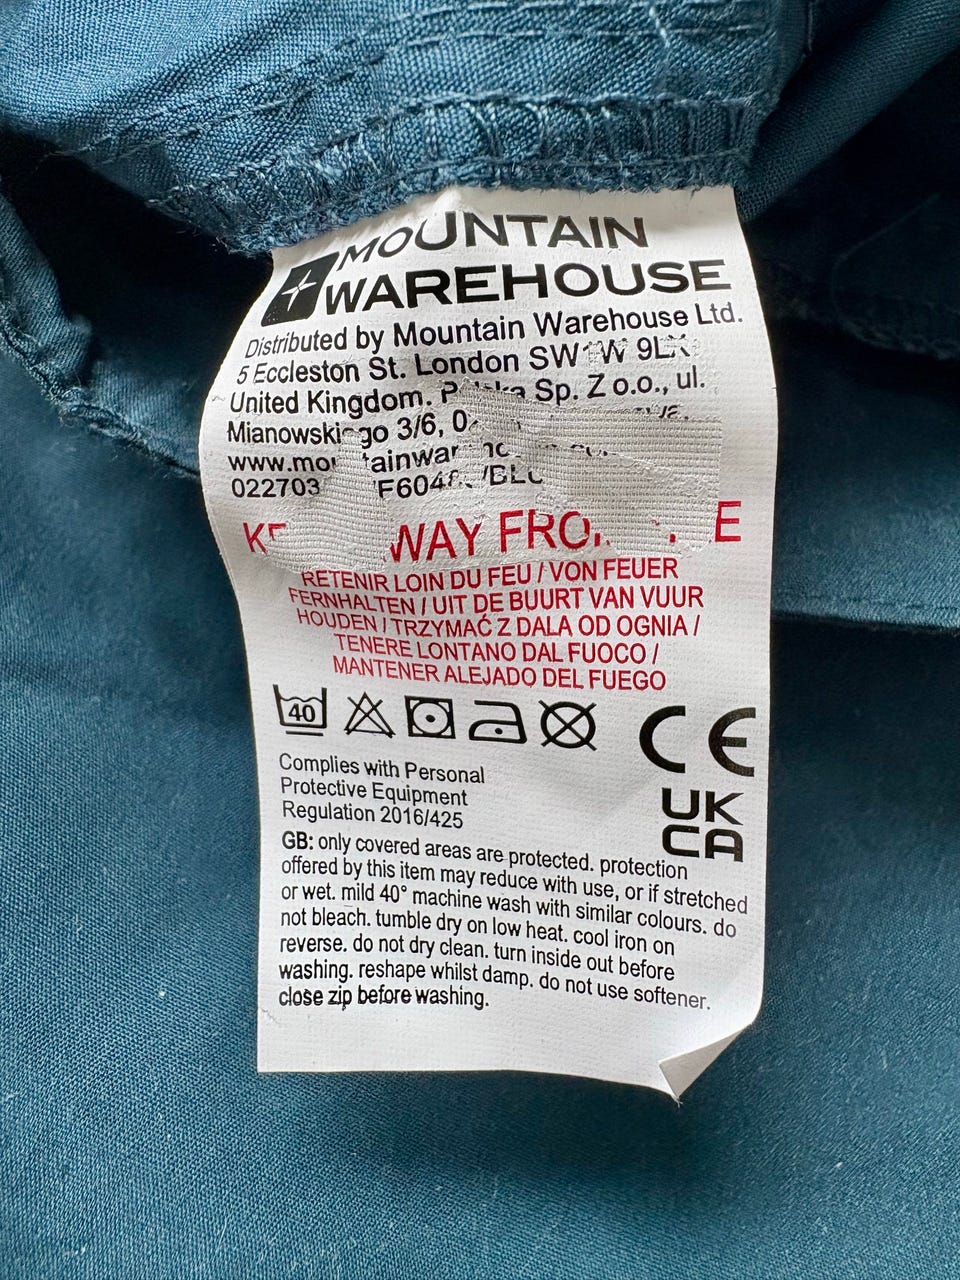 MOUNTAIN
WAREHOUSE
Distributed by Mountain Warehouse Ltd.
5 Eccleston St. London SW1W
United Kingdom. Sp. Z o.o., ul.
3/6,
022703
WAY
RETENIR LOIN DU FEU / VON FEUER
FERNHALTEN / UIT DE BUURT VAN VUUR
HOUDEN / TRZYMAĆ Z DALA OD OGNIA /
TENERE LONTANO DAL FUOCO /
MANTENER ALEJADO DEL FUEGO
40
CE
Complies with Personal
Protective Equipment
Regulation 2016/425
UK
CA
GB: only covered areas are protected. protection
offered by this item may reduce with use, or if stretched
or wet. mild 40° machine wash with similar colours. do
not bleach. tumble dry on low heat. cool iron on
reverse. do not dry clean. turn inside out before
washing. reshape whilst damp. do not use softener.
close zip before washing.